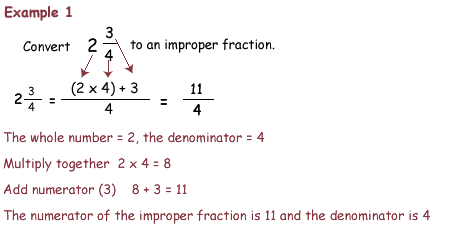 Example 1
Convert 2 3/4 to an improper fraction.
2 3/4 = (2 x 4) + 3 / 4 = 11/4
The whole number = 2, the denominator = 4
Multiply together 2 x 4 = 8
Add numerator (3) 8 + 3 = 11
The numerator of the improper fraction is 11 and the denominator is 4